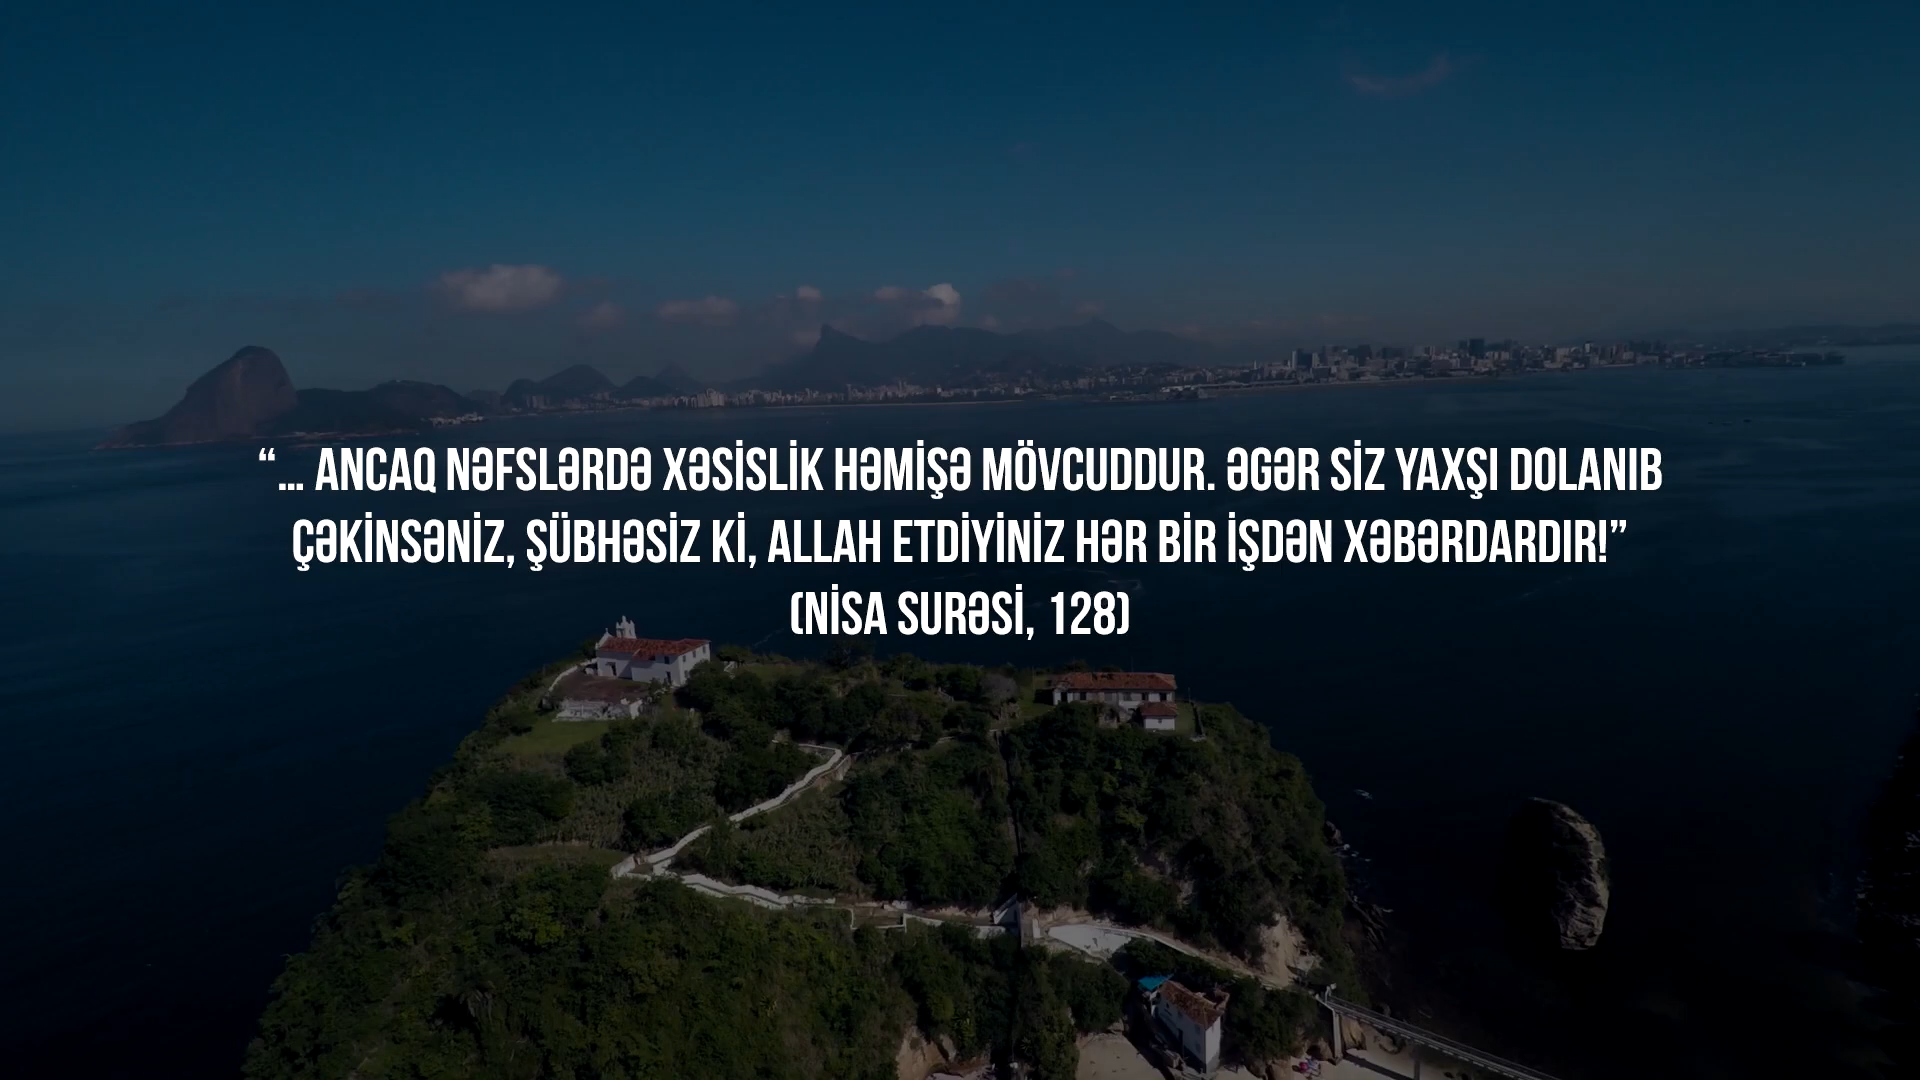 “... ANCAQ NƏFSLƏRDƏ XƏSİSLİK HƏMİŞƏ MÖVCUDDUR. ƏGƏR SİZ YAXŞI DOLANIB
ÇƏKİNSƏNİZ, ŞÜBHƏSİZ Kİ, ALLAH ETDİYİNİZ HƏR BİR İŞDƏN XƏBƏRDARDIR!”
(NİSA SURƏSİ, 128)